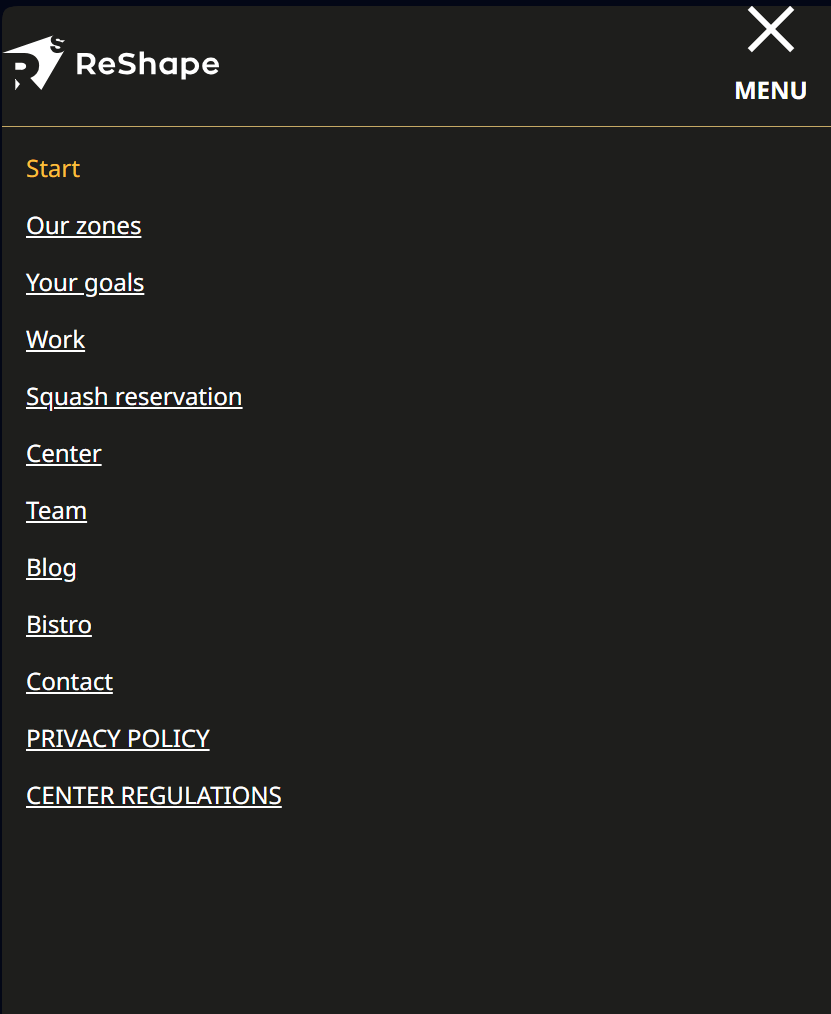 RS ReShape
MENU
Start
Our zones
Your goals
Work
Squash reservation
Center
Team
Blog
Bistro
Contact
PRIVACY POLICY
CENTER REGULATIONS